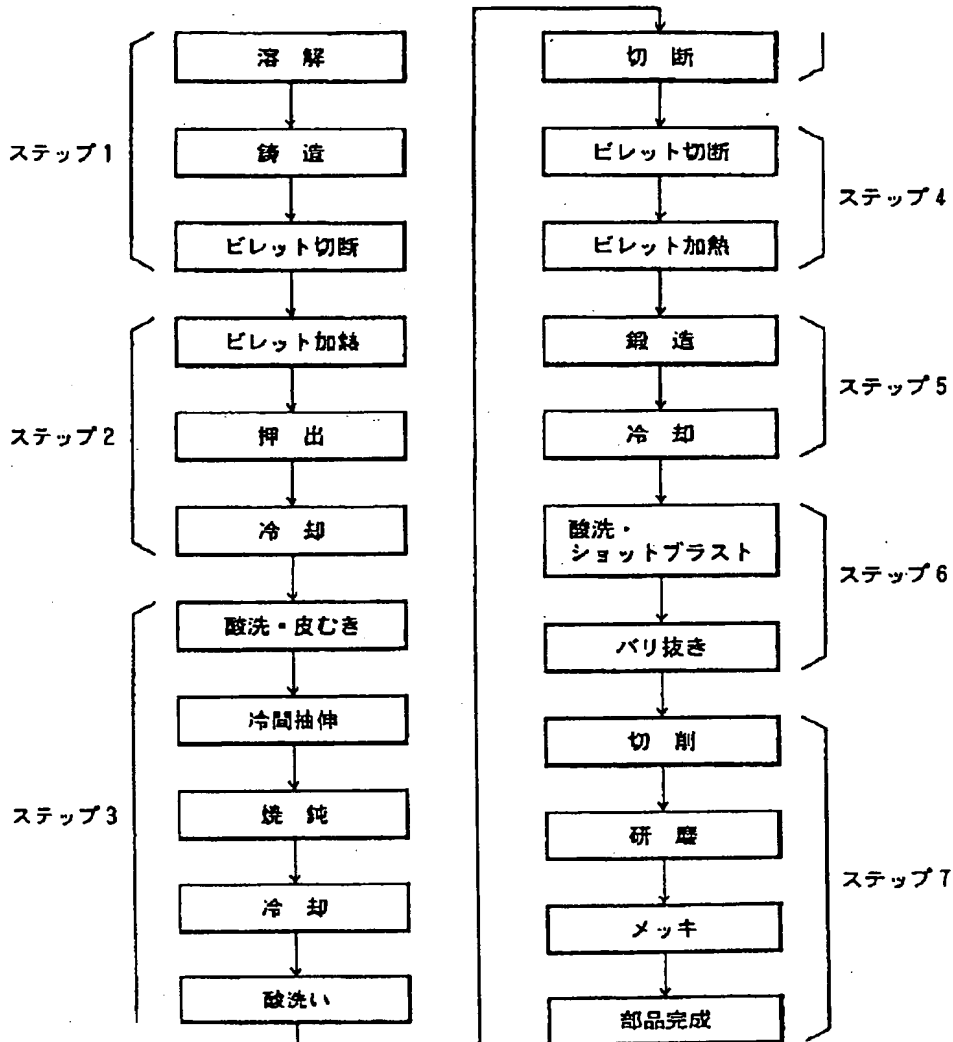 ステップ1
溶解
鋳造
ビレット切断
ステップ2
ビレット加熱
押出
冷却
ステップ3
酸洗・皮むき
冷間抽伸
焼鈍
冷却
酸洗い
切断
ステップ4
ビレット切断
ビレット加熱
ステップ5
鍛造
冷却
ステップ6
酸洗・
ショットブラスト
バリ抜き
ステップ7
切削
研磨
メッキ
部品完成